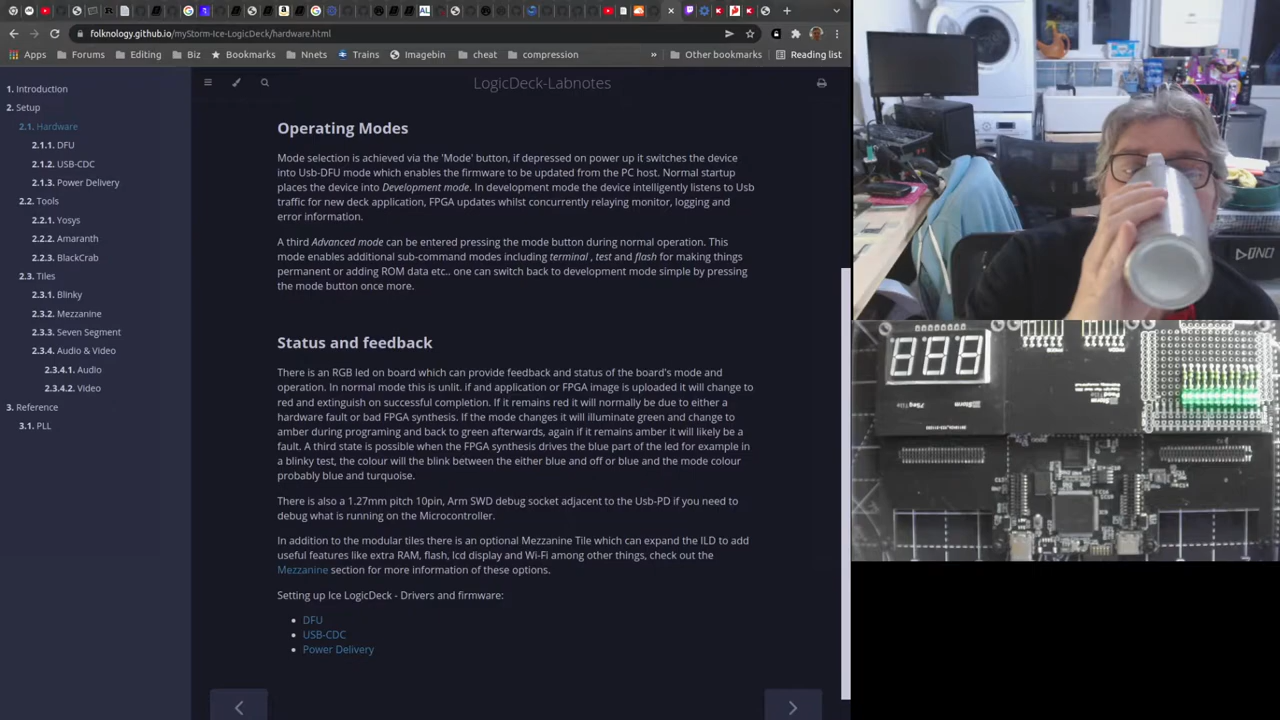 folknology.github.io/myStorm-Ice-LogicDeck/hardware.html
Apps Forums Editing Bookmarks Nnets Trains Imagebin cheat compression » Other bookmarks Reading list
LogicDeck-Labnotes
1. Introduction
2. Setup
2.1. Hardware
2.1.1. DFU
2.1.2. USB-CDC
2.1.3. Power Delivery
2.2. Tools
2.2.1. Yosys
2.2.2. Amaranth
2.2.3. BlackCrab
2.3. Tiles
2.3.1. Blinky
2.3.2. Mezzanine
2.3.3. Seven Segment
2.3.4. Audio & Video
2.3.4.1. Audio
2.3.4.2. Video
3. Reference
3.1. PLL
Operating Modes
Mode selection is achieved via the 'Mode' button, if depressed on power up it switches the device
into Usb-DFU mode which enables the firmware to be updated from the PC host. Normal startup
places the device into Development mode. In development mode the device intelligently listens to Usb
traffic for new deck application, FPGA updates whilst concurrently relaying monitor, logging and
error information.
A third Advanced mode can be entered pressing the mode button during normal operation. This
mode enables additional sub-command modes including terminal , test and flash for making things
permanent or adding ROM data etc.. one can switch back to development mode simple by pressing
the mode button once more.
Status and feedback
There is an RGB led on board which can provide feedback and status of the board's mode and
operation. In normal mode this is unlit. if and application or FPGA image is uploaded it will change to
red and extinguish on successful completion. If it remains red it will normally be due to either a
hardware fault or bad FPGA synthesis. If the mode changes it will illuminate green and change to
amber during programing and back to green afterwards, again if it remains amber it will likely be a
fault. A third state is possible when the FPGA synthesis drives the blue part of the led for example in
a blinky test, the colour will the blink between the either blue and off or blue and the mode colour
probably blue and turquoise.
There is also a 1.27mm pitch 10pin, Arm SWD debug socket adjacent to the Usb-PD if you need to
debug what is running on the Microcontroller.
In addition to the modular tiles there is an optional Mezzanine Tile which can expand the ILD to add
useful features like extra RAM, flash, lcd display and Wi-Fi among other things, check out the
Mezzanine section for more information of these options.
Setting up Ice LogicDeck - Drivers and firmware:
DFU
USB-CDC
Power Delivery
888